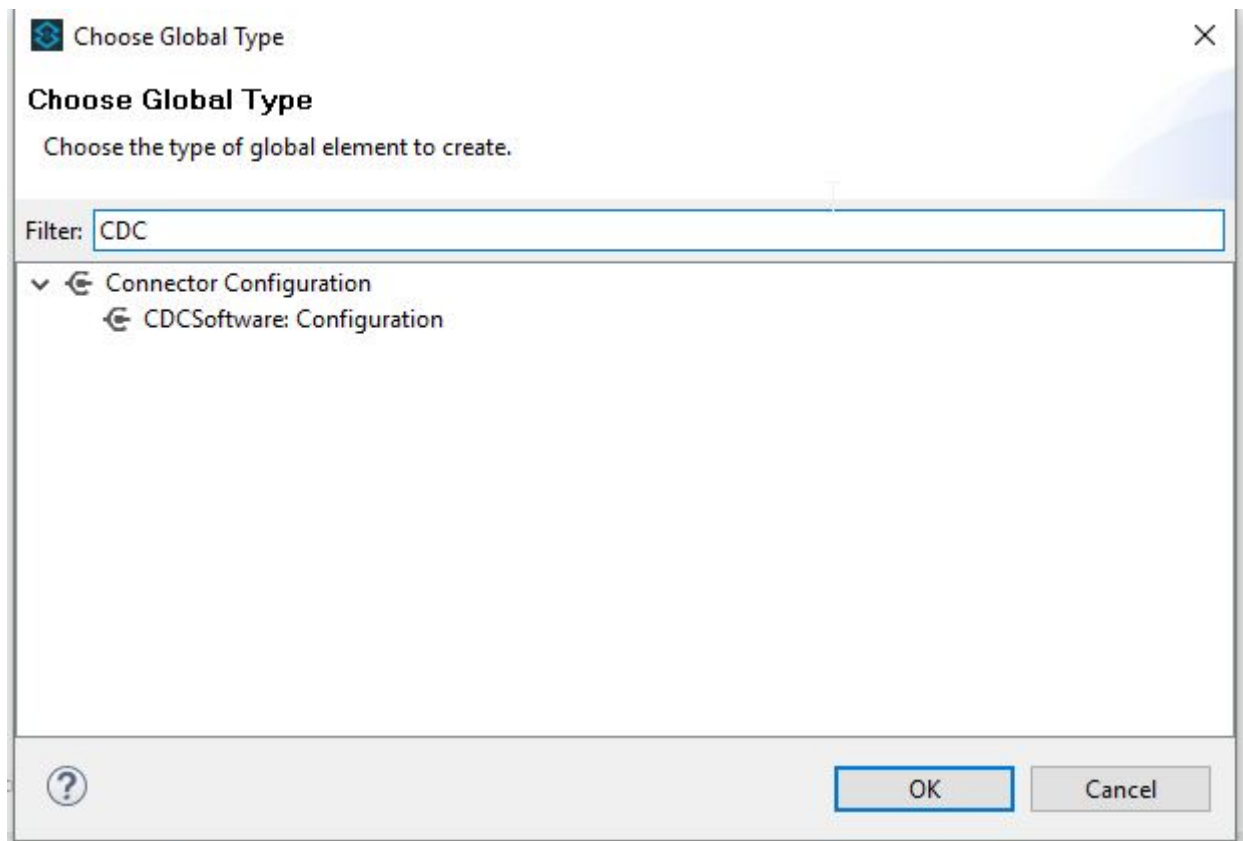 Choose Global Type
Choose Global Type
Choose the type of global element to create.
Filter: CDC
Connector Configuration
CDCSoftware: Configuration
?
OK Cancel